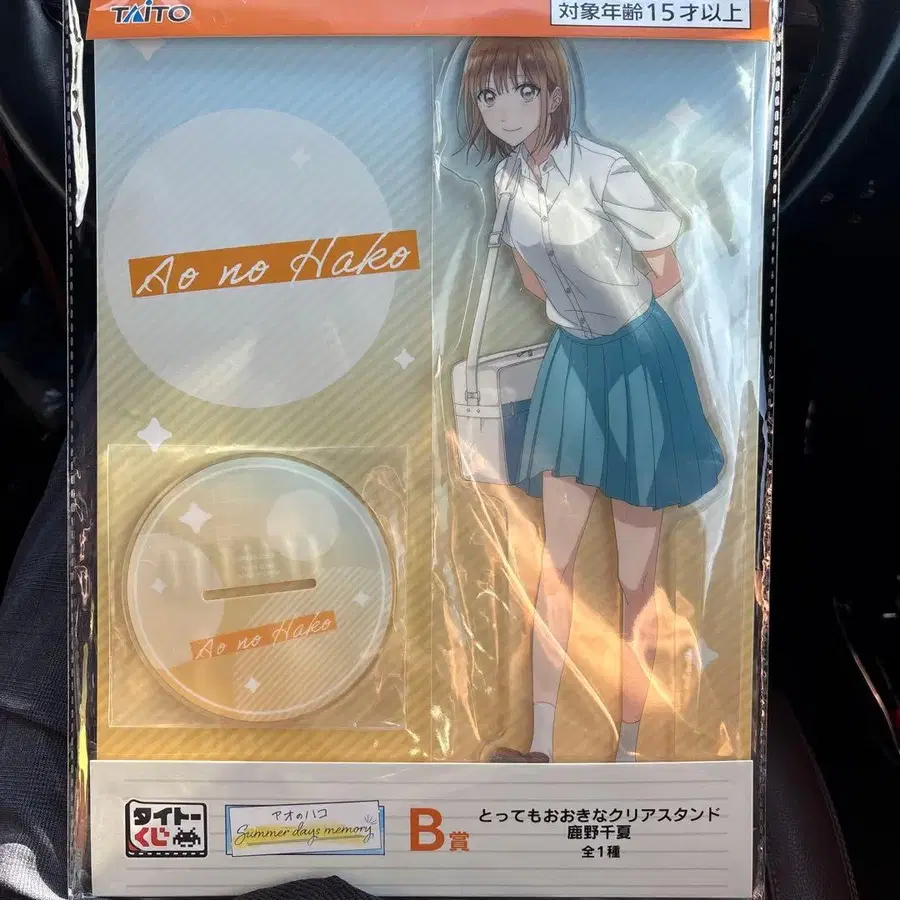 TAITO
対象年齢15才以上
Ao no Hako
Ao no Hako
タイトー
くじ
アオのハコ
Summer days memory
B賞
とってもおおきなクリアスタンド
鹿野千夏
全1種